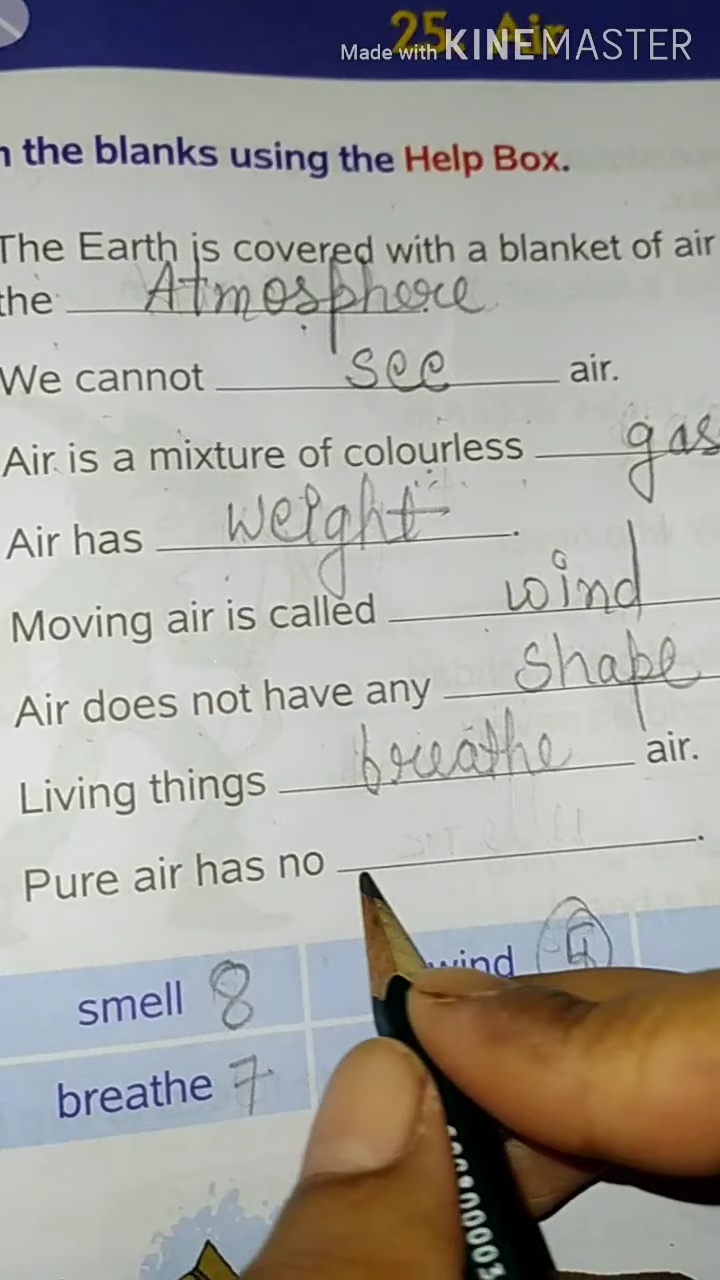 25. Air
Made with KINEMASTER
the blanks using the Help Box.
The Earth is covered with a blanket of air
the Atmosphere
We cannot see air.
Air is a mixture of colourless gas
Air has weight.
Moving air is called wind
Air does not have any shape
Living things breathe air.
Pure air has no .
smell 8 wind 5
breathe 7